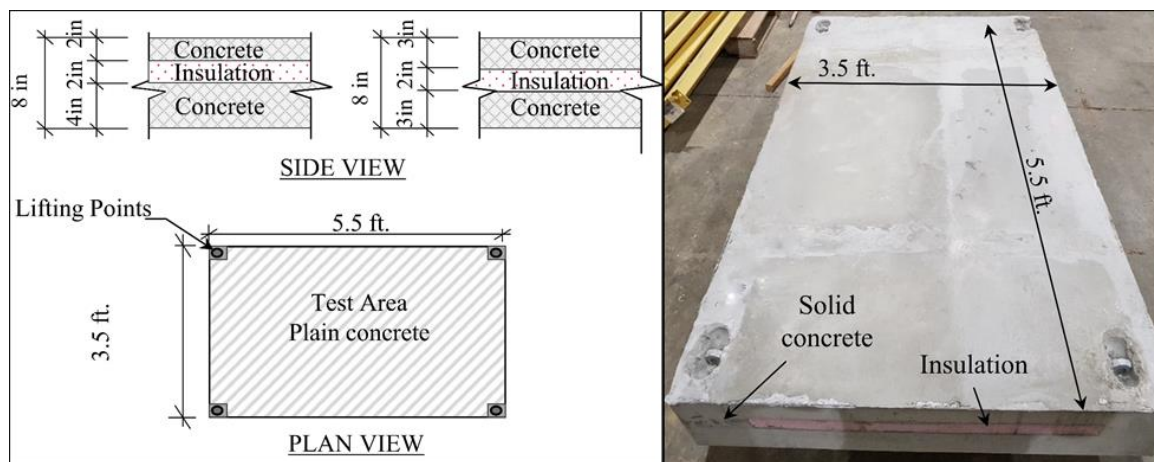 8 in
2in
2in
4in
Concrete
Insulation
Concrete
8 in
3in
2in
3in
Concrete
Insulation
Concrete
SIDE VIEW
Lifting Points
5.5 ft.
3.5 ft.
Test Area
Plain concrete
PLAN VIEW
3.5 ft.
5.5 ft.
Solid
concrete
Insulation